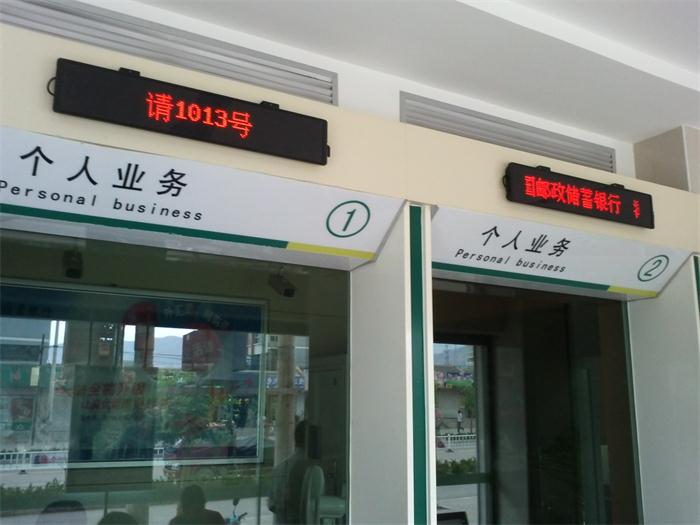 请1013号
个人业务
Personal business
1
国邮政储蓄银行
个人业务
Personal business
2